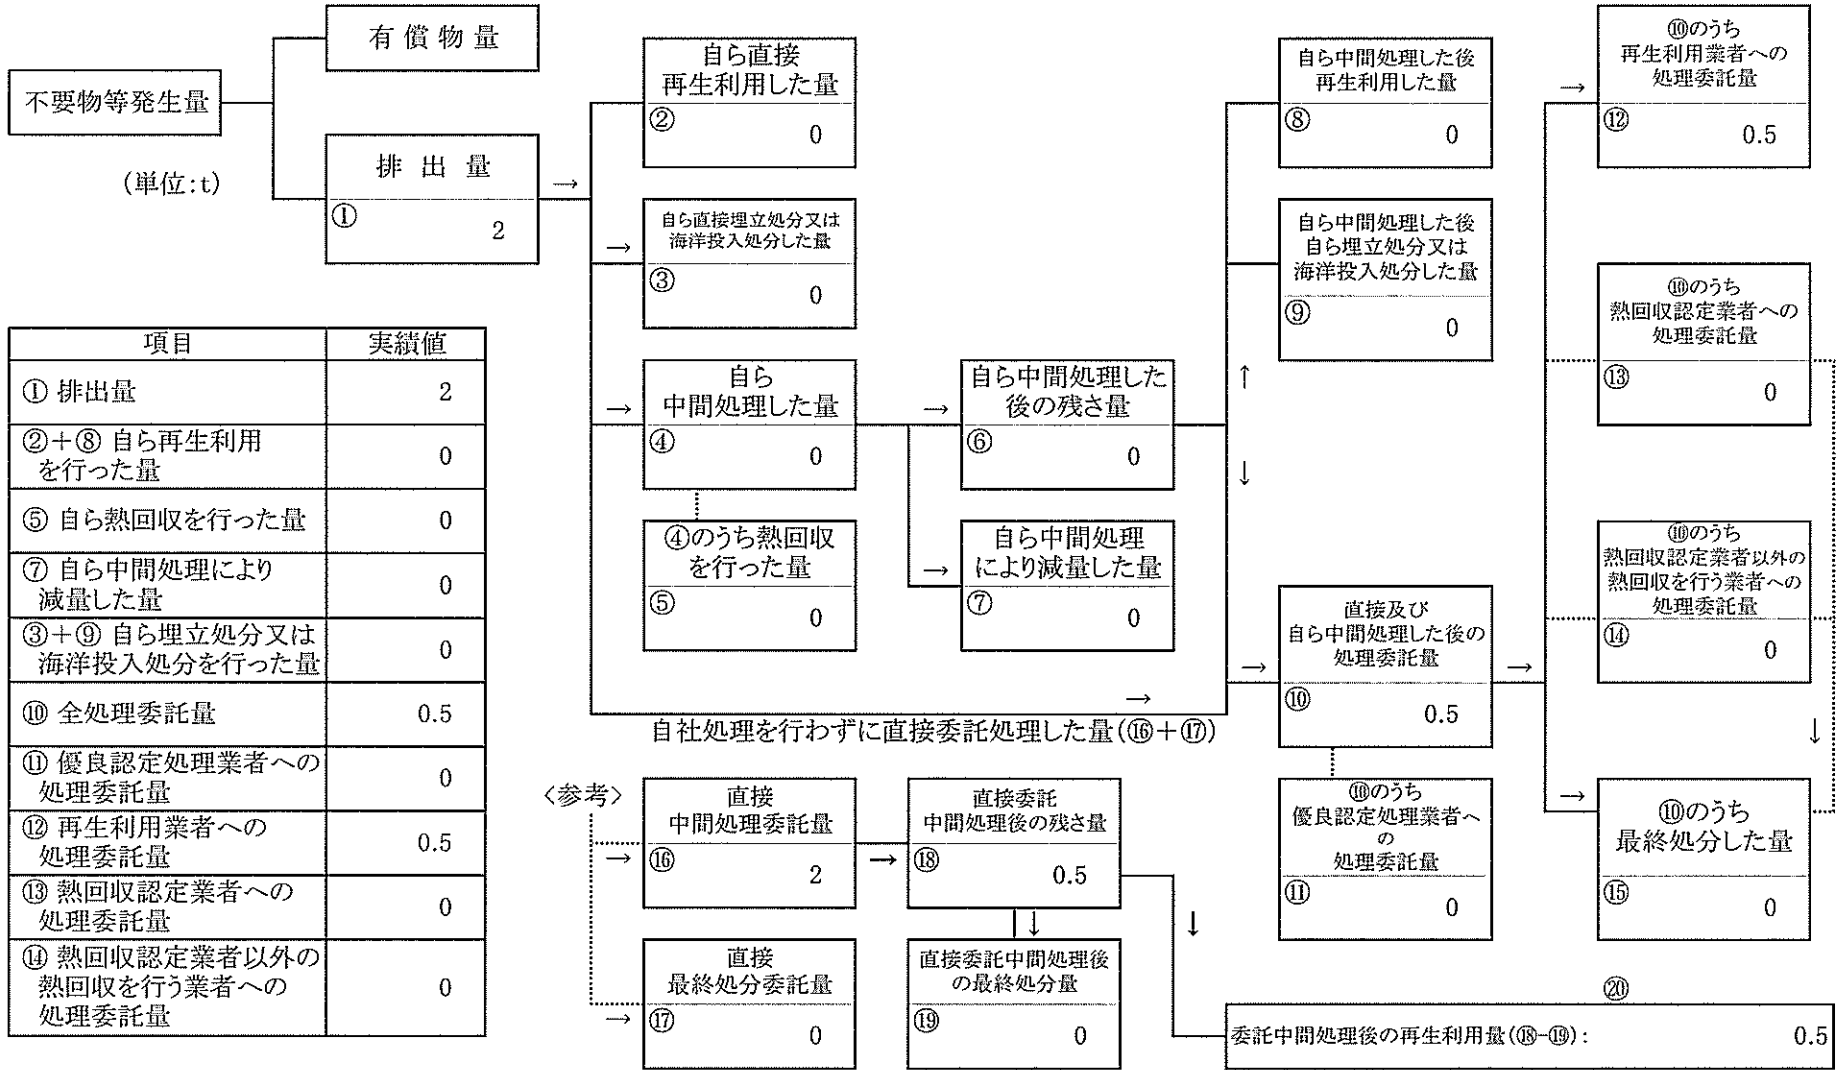 有償物量
不要物等発生量
(単位:t)
排出量
①
2
→
自ら直接
再生利用した量
②
0
→
自ら直接埋立処分又は
海洋投入処分した量
③
0
→
自ら
中間処理した量
④
0
④のうち熱回収
を行った量
⑤
0
→
自ら中間処理した
後の残さ量
⑥
0
→
自ら中間処理
により減量した量
⑦
0
↑
↓
自ら中間処理した後
再生利用した量
⑧
0
自ら中間処理した後
自ら埋立処分又は
海洋投入処分した量
⑨
0
→
自社処理を行わずに直接委託処理した量(⑯+⑰)
→
直接及び
自ら中間処理した後の
処理委託量
⑩
0.5
→
⑩のうち
優良認定処理業者へ
の
処理委託量
⑪
0
→
⑩のうち
再生利用業者への
処理委託量
⑫
0.5
⑩のうち
熱回収認定業者への
処理委託量
⑬
0
⑩のうち
熱回収認定業者以外の
熱回収を行う業者への
処理委託量
⑭
0
↓
→
⑩のうち
最終処分した量
⑮
0
項目 実績値
① 排出量 2
②+⑧ 自ら再生利用
を行った量 0
⑤ 自ら熱回収を行った量 0
⑦ 自ら中間処理により
減量した量 0
③+⑨ 自ら埋立処分又は
海洋投入処分を行った量 0
⑩ 全処理委託量 0.5
⑪ 優良認定処理業者への
処理委託量 0
⑫ 再生利用業者への
処理委託量 0.5
⑬ 熱回収認定業者への
処理委託量 0
⑭ 熱回収認定業者以外の
熱回収を行う業者への
処理委託量 0
〈参考〉
→
直接
中間処理委託量
⑯
2
→
直接委託
中間処理後の残さ量
⑱
0.5
→
直接
最終処分委託量
⑰
0
↓
直接委託中間処理後
の最終処分量
⑲
0
↓
⑳
委託中間処理後の再生利用量(⑱-⑲): 0.5